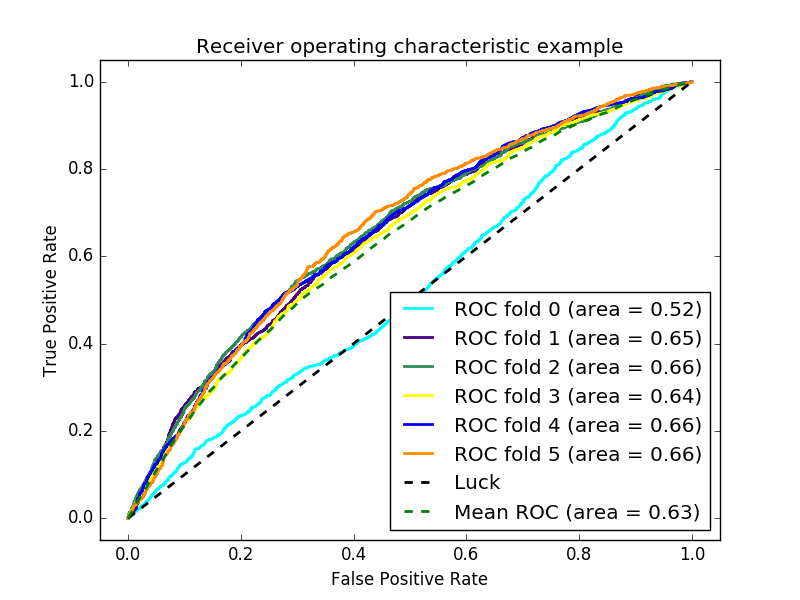 Receiver operating characteristic example
True Positive Rate
1.0
0.8
0.6
0.4
0.2
0.0
ROC fold 0 (area = 0.52)
ROC fold 1 (area = 0.65)
ROC fold 2 (area = 0.66)
ROC fold 3 (area = 0.64)
ROC fold 4 (area = 0.66)
ROC fold 5 (area = 0.66)
Luck
Mean ROC (area = 0.63)
0.0 0.2 0.4 0.6 0.8 1.0
False Positive Rate